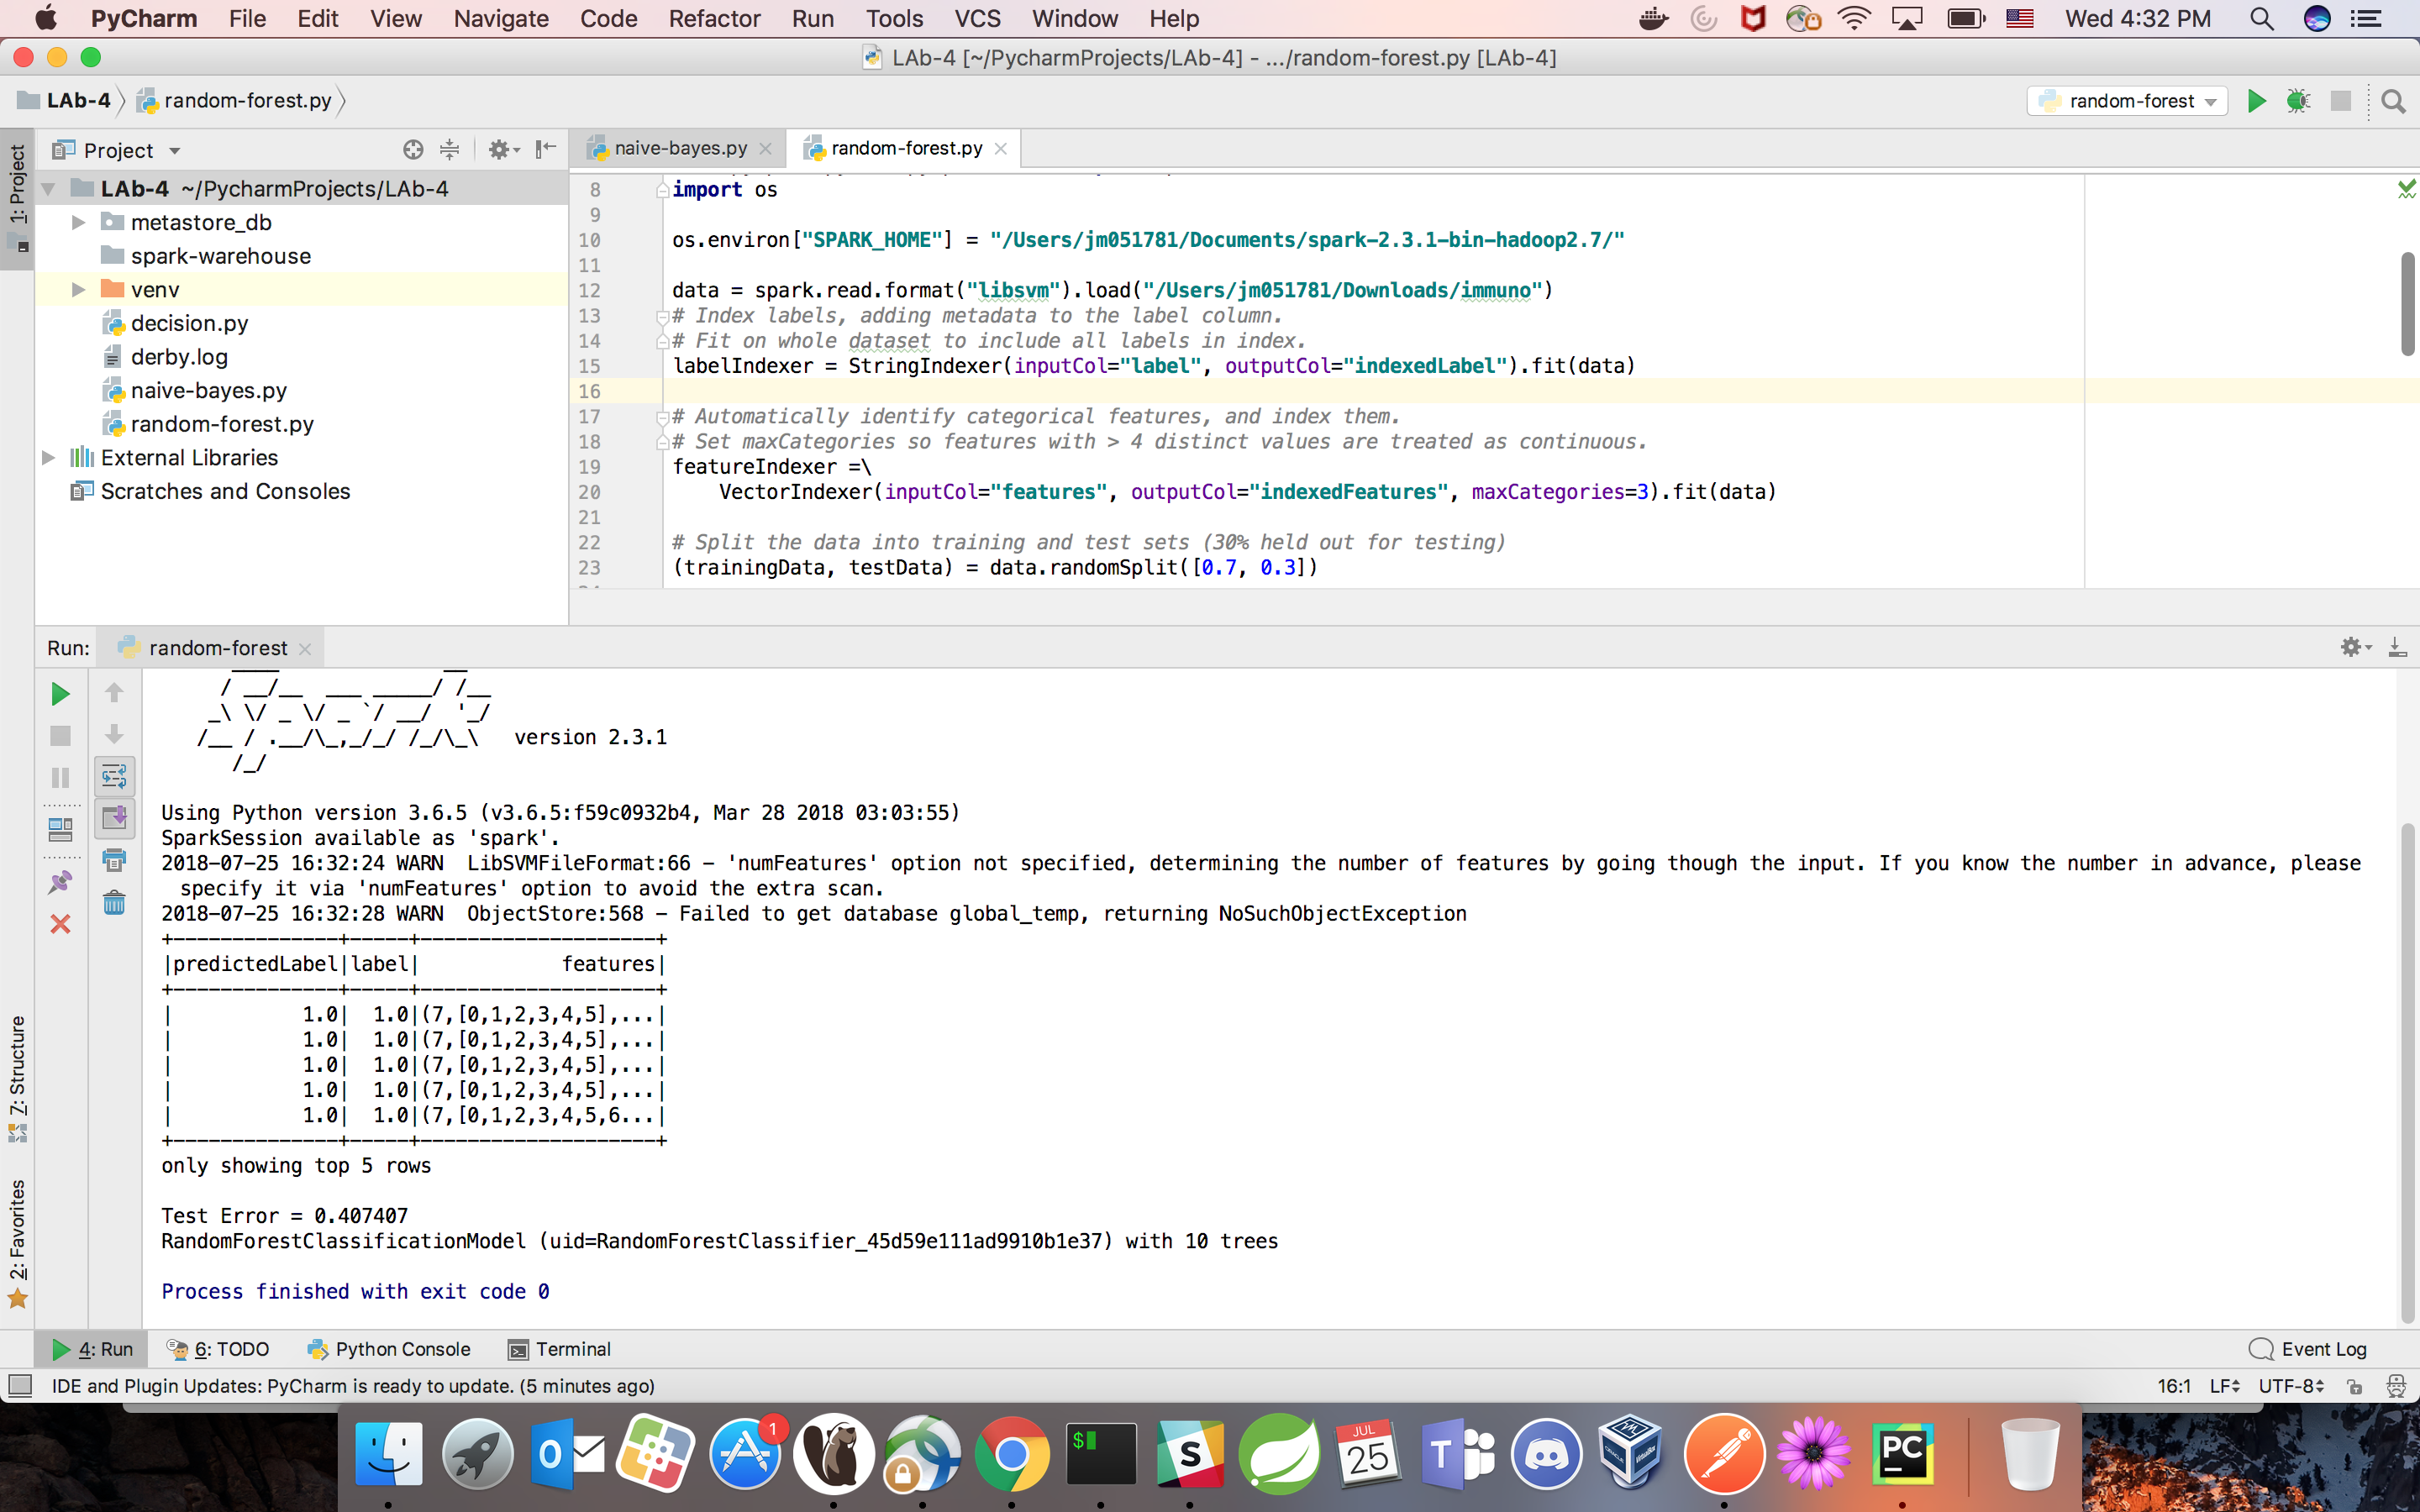 PyCharm File Edit View Navigate Code Refactor Run Tools VCS Window Help Wed 4:32 PM
LAb-4 [~/PycharmProjects/LAb-4] - .../random-forest.py [LAb-4]
LAb-4 random-forest.py random-forest
1: Project
Project
LAb-4 ~/PycharmProjects/LAb-4
metastore_db
spark-warehouse
venv
decision.py
derby.log
naive-bayes.py
random-forest.py
External Libraries
Scratches and Consoles
naive-bayes.py random-forest.py
8 import os
9
10 os.environ["SPARK_HOME"] = "/Users/jm051781/Documents/spark-2.3.1-bin-hadoop2.7/"
11
12 data = spark.read.format("libsvm").load("/Users/jm051781/Downloads/immuno")
13 # Index labels, adding metadata to the label column.
14 # Fit on whole dataset to include all labels in index.
15 labelIndexer = StringIndexer(inputCol="label", outputCol="indexedLabel").fit(data)
16
17 # Automatically identify categorical features, and index them.
18 # Set maxCategories so features with > 4 distinct values are treated as continuous.
19 featureIndexer =\
20 VectorIndexer(inputCol="features", outputCol="indexedFeatures", maxCategories=3).fit(data)
21
22 # Split the data into training and test sets (30% held out for testing)
23 (trainingData, testData) = data.randomSplit([0.7, 0.3])
Run: random-forest
   ____              __
  / __/__  ___ _____/ /__
 _\ \/ _ \/ _ `/ __/  '_/
/__ / .__/\_,_/_/ /_/\_\   version 2.3.1
   /_/
Using Python version 3.6.5 (v3.6.5:f59c0932b4, Mar 28 2018 03:03:55)
SparkSession available as 'spark'.
2018-07-25 16:32:24 WARN  LibSVMFileFormat:66 - 'numFeatures' option not specified, determining the number of features by going though the input. If you know the number in advance, please
specify it via 'numFeatures' option to avoid the extra scan.
2018-07-25 16:32:28 WARN  ObjectStore:568 - Failed to get database global_temp, returning NoSuchObjectException
+--------------+-----+--------------------+
|predictedLabel|label|            features|
+--------------+-----+--------------------+
|           1.0|  1.0|(7,[0,1,2,3,4,5],...|
|           1.0|  1.0|(7,[0,1,2,3,4,5],...|
|           1.0|  1.0|(7,[0,1,2,3,4,5],...|
|           1.0|  1.0|(7,[0,1,2,3,4,5],...|
|           1.0|  1.0|(7,[0,1,2,3,4,5,6...|
+--------------+-----+--------------------+
only showing top 5 rows
Test Error = 0.407407
RandomForestClassificationModel (uid=RandomForestClassifier_45d59e111ad9910b1e37) with 10 trees
Process finished with exit code 0
7: Structure
2: Favorites
4: Run 6: TODO Python Console Terminal Event Log
IDE and Plugin Updates: PyCharm is ready to update. (5 minutes ago) 16:1 LF UTF-8
O 1 $ S JUL 25 T PC